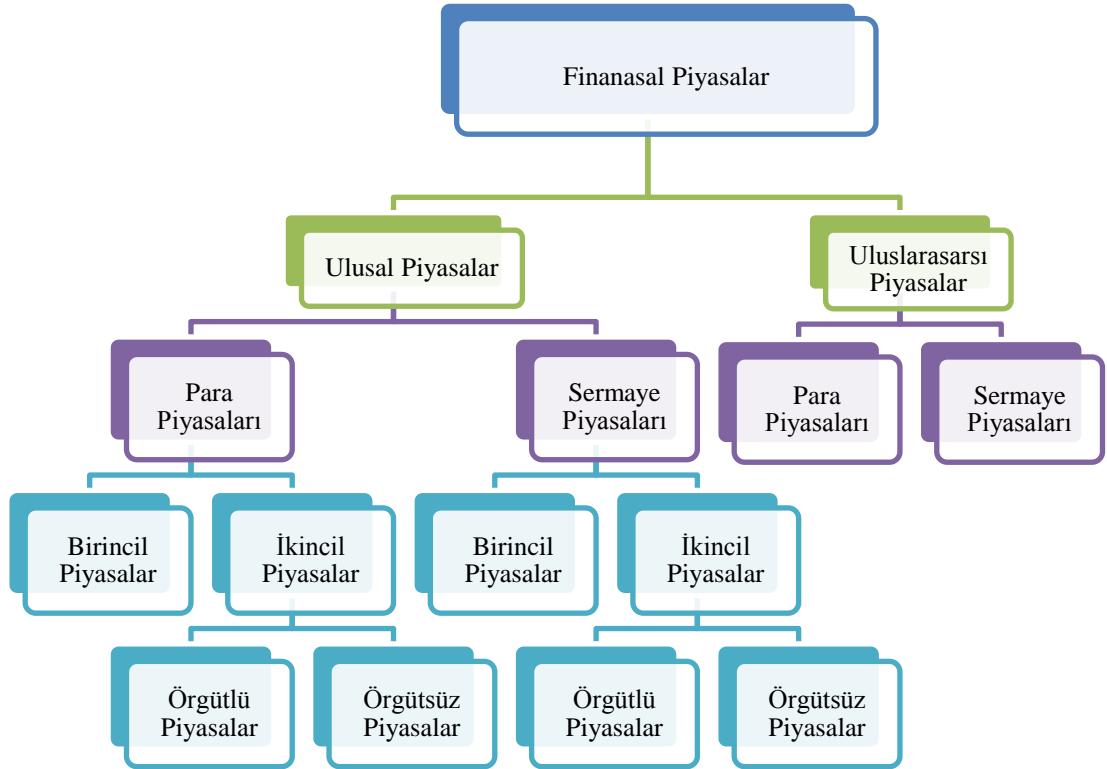 Finanasal Piyasalar
Ulusal Piyasalar
Uluslarasarsı
Piyasalar
Para
Piyasaları
Sermaye
Piyasaları
Para
Piyasaları
Sermaye
Piyasaları
Birincil
Piyasalar
İkincil
Piyasalar
Birincil
Piyasalar
İkincil
Piyasalar
Örgütlü
Piyasalar
Örgütsüz
Piyasalar
Örgütlü
Piyasalar
Örgütsüz
Piyasalar